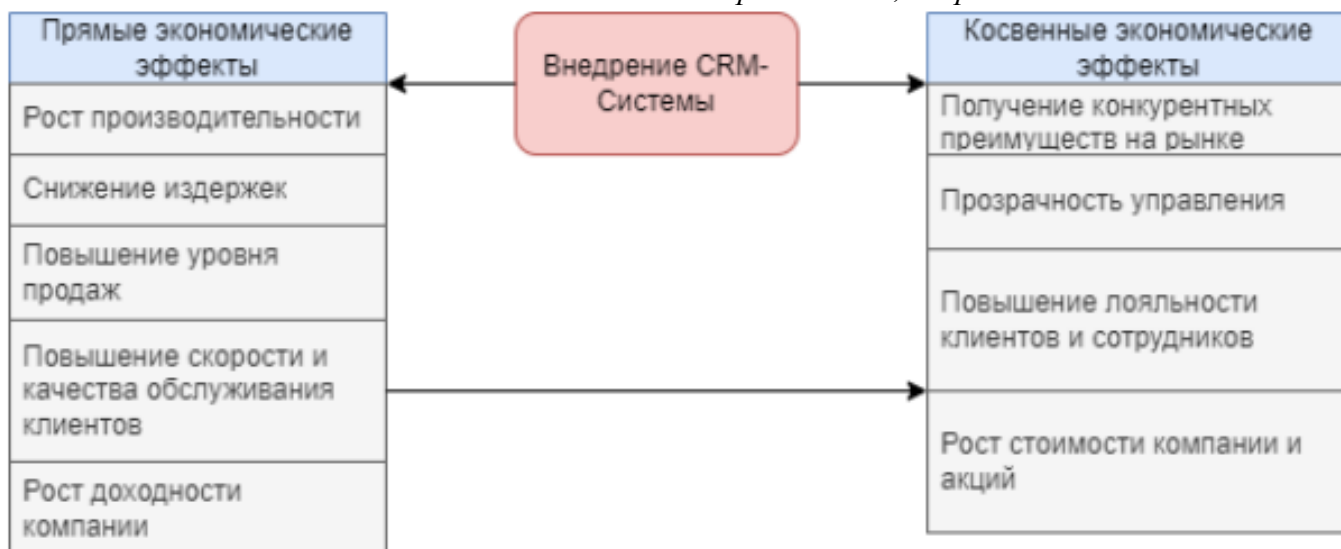 Прямые экономические
эффекты
Рост производительности
Снижение издержек
Повышение уровня
продаж
Повышение скорости и
качества обслуживания
клиентов
Рост доходности
компании
Внедрение CRM-
Системы
Косвенные экономические
эффекты
Получение конкурентных
преимуществ на рынке
Прозрачность управления
Повышение лояльности
клиентов и сотрудников
Рост стоимости компании и
акций